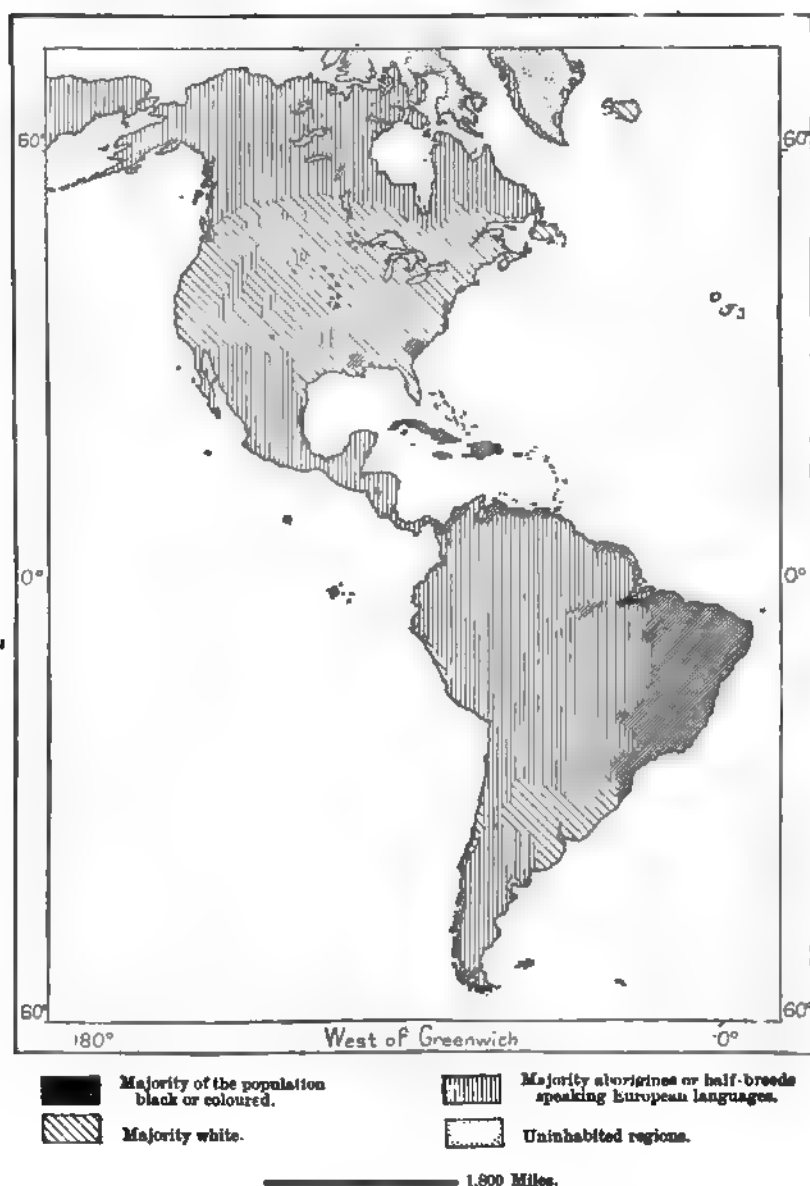 60°
60°
0°
0°
60°
60°
180°
West of Greenwich
0°
Majority of the population
black or coloured.
Majority aborigines or half-breeds
speaking European languages.
Majority white.
Uninhabited regions.
1,800 Miles.